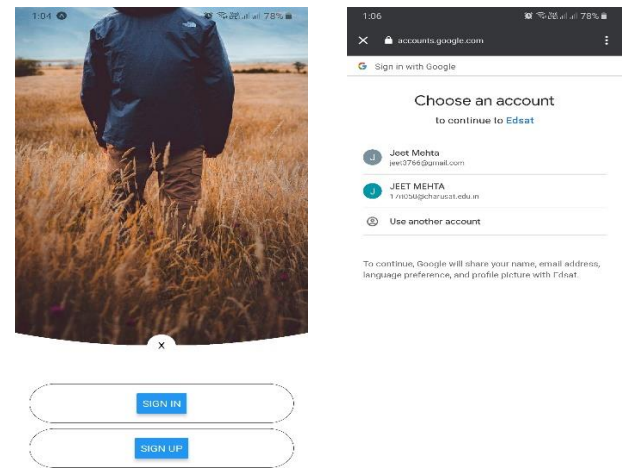 1:04
78%
×
SIGN IN
SIGN UP
1:06
78%
accounts.google.com
Sign in with Google
Choose an account
to continue to Edsat
J
Jeet Mehta
jeet3766@gmail.com
J
JEET MEHTA
@charusat.edu.in
Use another account
To continue, Google will share your name, email address,
language preference, and profile picture with Edsat.